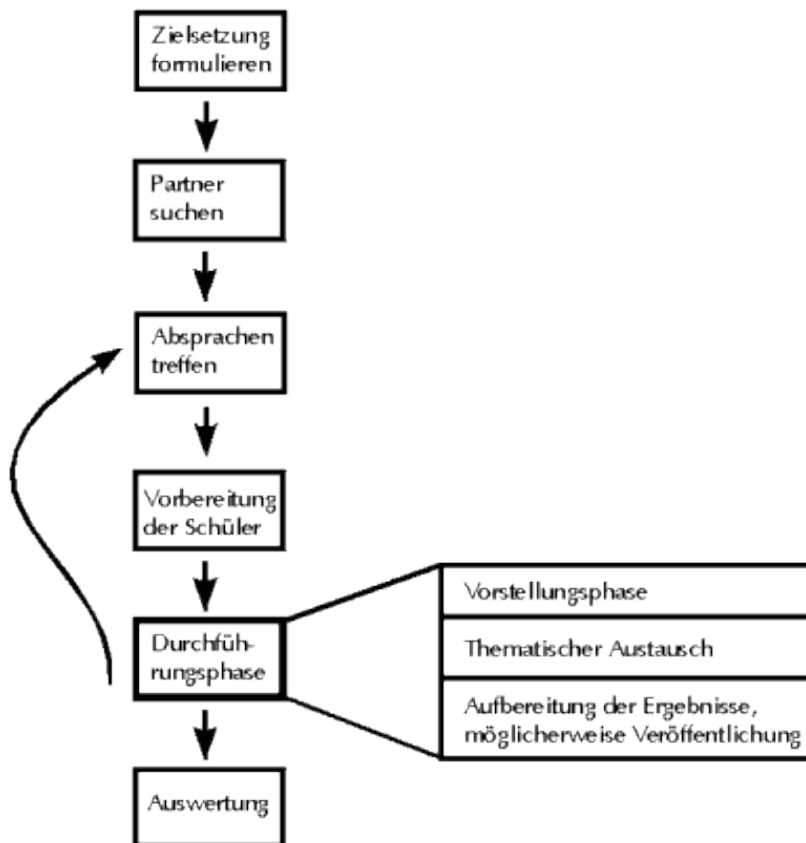 Zielsetzung
formulieren
Partner
suchen
Absprachen
treffen
Vorbereitung
der Schüler
Durchfüh-
rungsphase
Vorstellungsphase
Thematischer Austausch
Aufbereitung der Ergebnisse,
möglicherweise Veröffentlichung
Auswertung